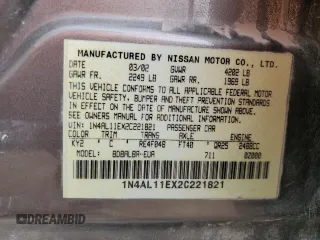 MANUFACTURED BY NISSAN MOTOR CO., LTD.
DATE 03/02 GVWR 4202 LB
GAWR FR. 2249 LB GAWR RR 1969 LB
THIS VEHICLE CONFORMS TO ALL APPLICABLE FEDERAL MOTOR
VEHICLE SAFETY, BUMPER, AND THEFT PREVENTION STANDARDS
IN EFFECT ON THE DATE OF MANUFACTURE SHOWN ABOVE.
SEE OWNERS MANUAL FOR ADDITIONAL INFORMATION.
VIN: 1N4AL11EX2C221821 PASSENGER CAR
COLOR TRIM TRANS AXLE ENGINE
KY2 C RE4F04B FT40 QR25 2488CC
MODEL BDBALBA-EUA 711 02000
1N4AL11EX2C221821
DREAMBID